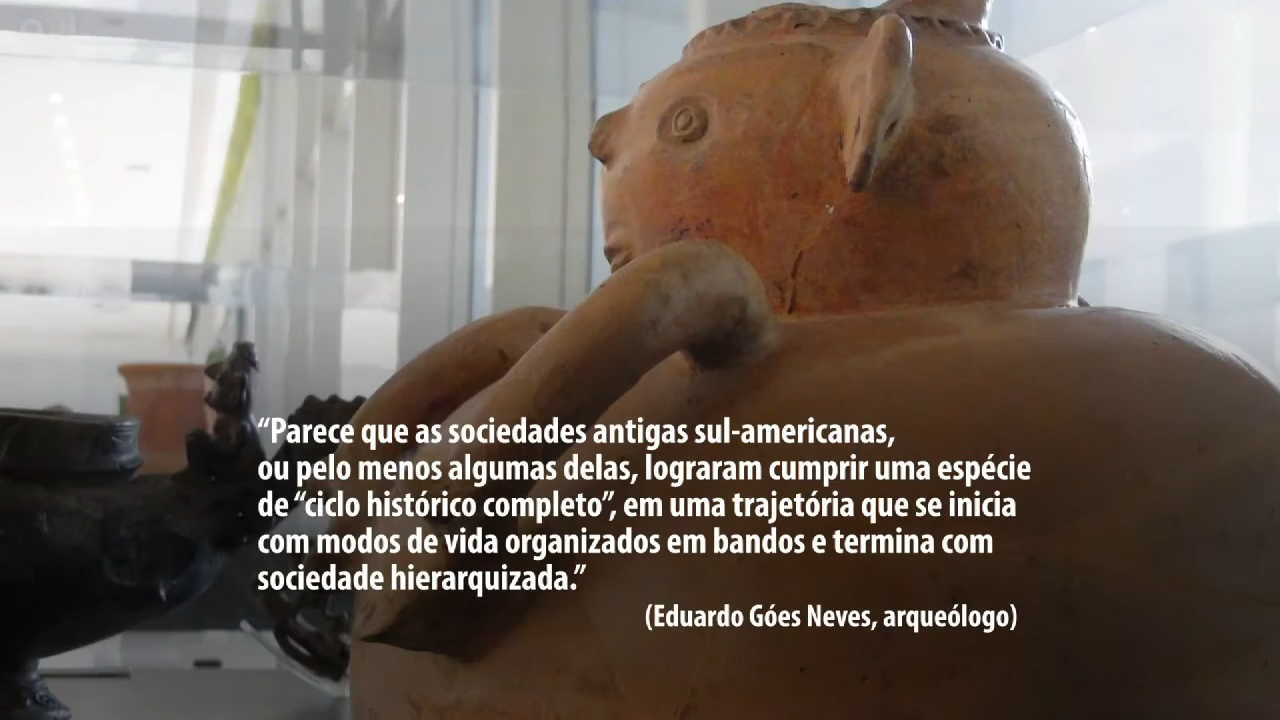 “Parece que as sociedades antigas sul-americanas,
ou pelo menos algumas delas, lograram cumprir uma espécie
de “ciclo histórico completo”, em uma trajetória que se inicia
com modos de vida organizados em bandos e termina com
sociedade hierarquizada.”
(Eduardo Góes Neves, arqueólogo)